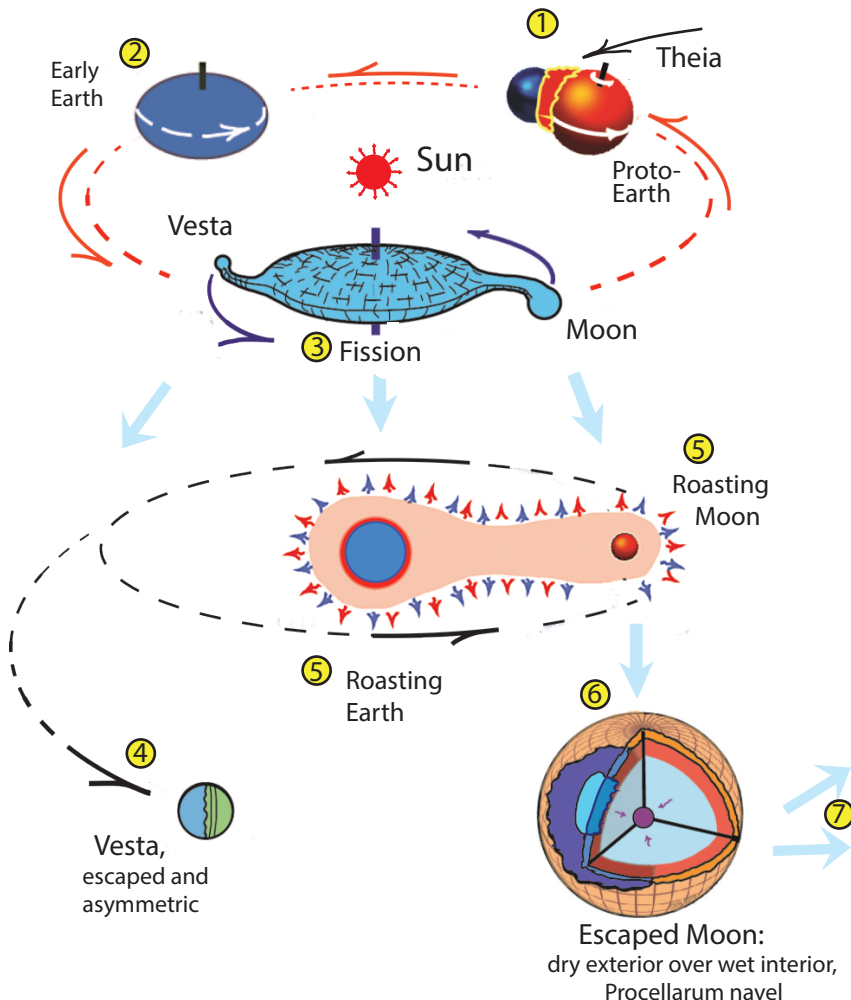 1
Theia
2
Early
Earth
Proto-
Earth
Sun
Vesta
Moon
3 Fission
5
Roasting
Moon
5 Roasting
Earth
4
Vesta,
escaped and
asymmetric
6
7
Escaped Moon:
dry exterior over wet interior,
Procellarum navel